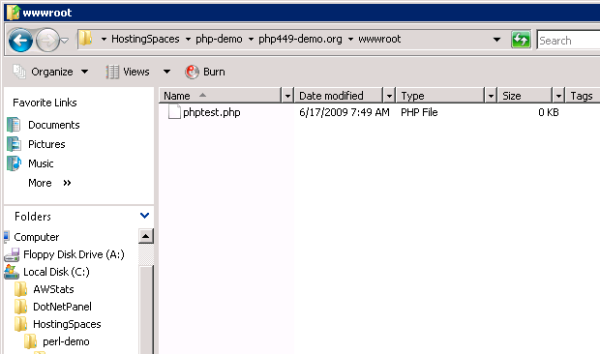 wwwroot
HostingSpaces php-demo php449-demo.org wwwroot Search
Organize Views Burn
Favorite Links
Documents
Pictures
Music
More »
Folders
Computer
Floppy Disk Drive (A:)
Local Disk (C:)
AWStats
DotNetPanel
HostingSpaces
perl-demo
Name Date modified Type Size Tags
phptest.php 6/17/2009 7:49 AM PHP File 0 KB